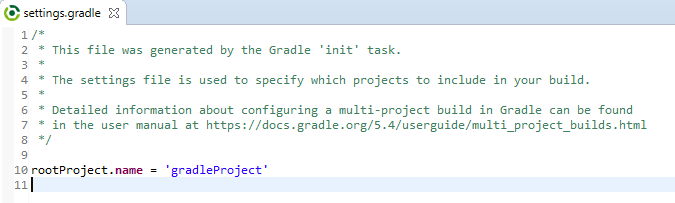 settings.gradle
1 /*
2  * This file was generated by the Gradle 'init' task.
3  *
4  * The settings file is used to specify which projects to include in your build.
5  *
6  * Detailed information about configuring a multi-project build in Gradle can be found
7  * in the user manual at https://docs.gradle.org/5.4/userguide/multi_project_builds.html
8  */
9
10 rootProject.name = 'gradleProject'
11